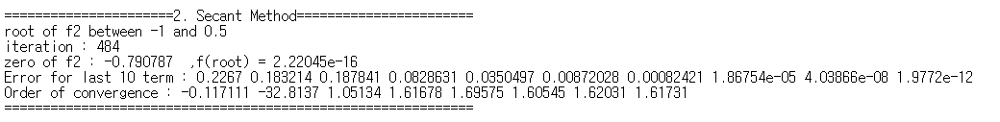 ======================2. Secant Method=======================
root of f2 between -1 and 0.5
iteration : 484
zero of f2 : -0.790787  ,f(root) = 2.22045e-16
Error for last 10 term : 0.2267 0.183214 0.187841 0.0828631 0.0350497 0.00872028 0.00082421 1.86754e-05 4.03866e-08 1.9772e-12
Order of convergence : -0.117111 -32.8137 1.05134 1.61678 1.69575 1.60545 1.62031 1.61731
=============================================================